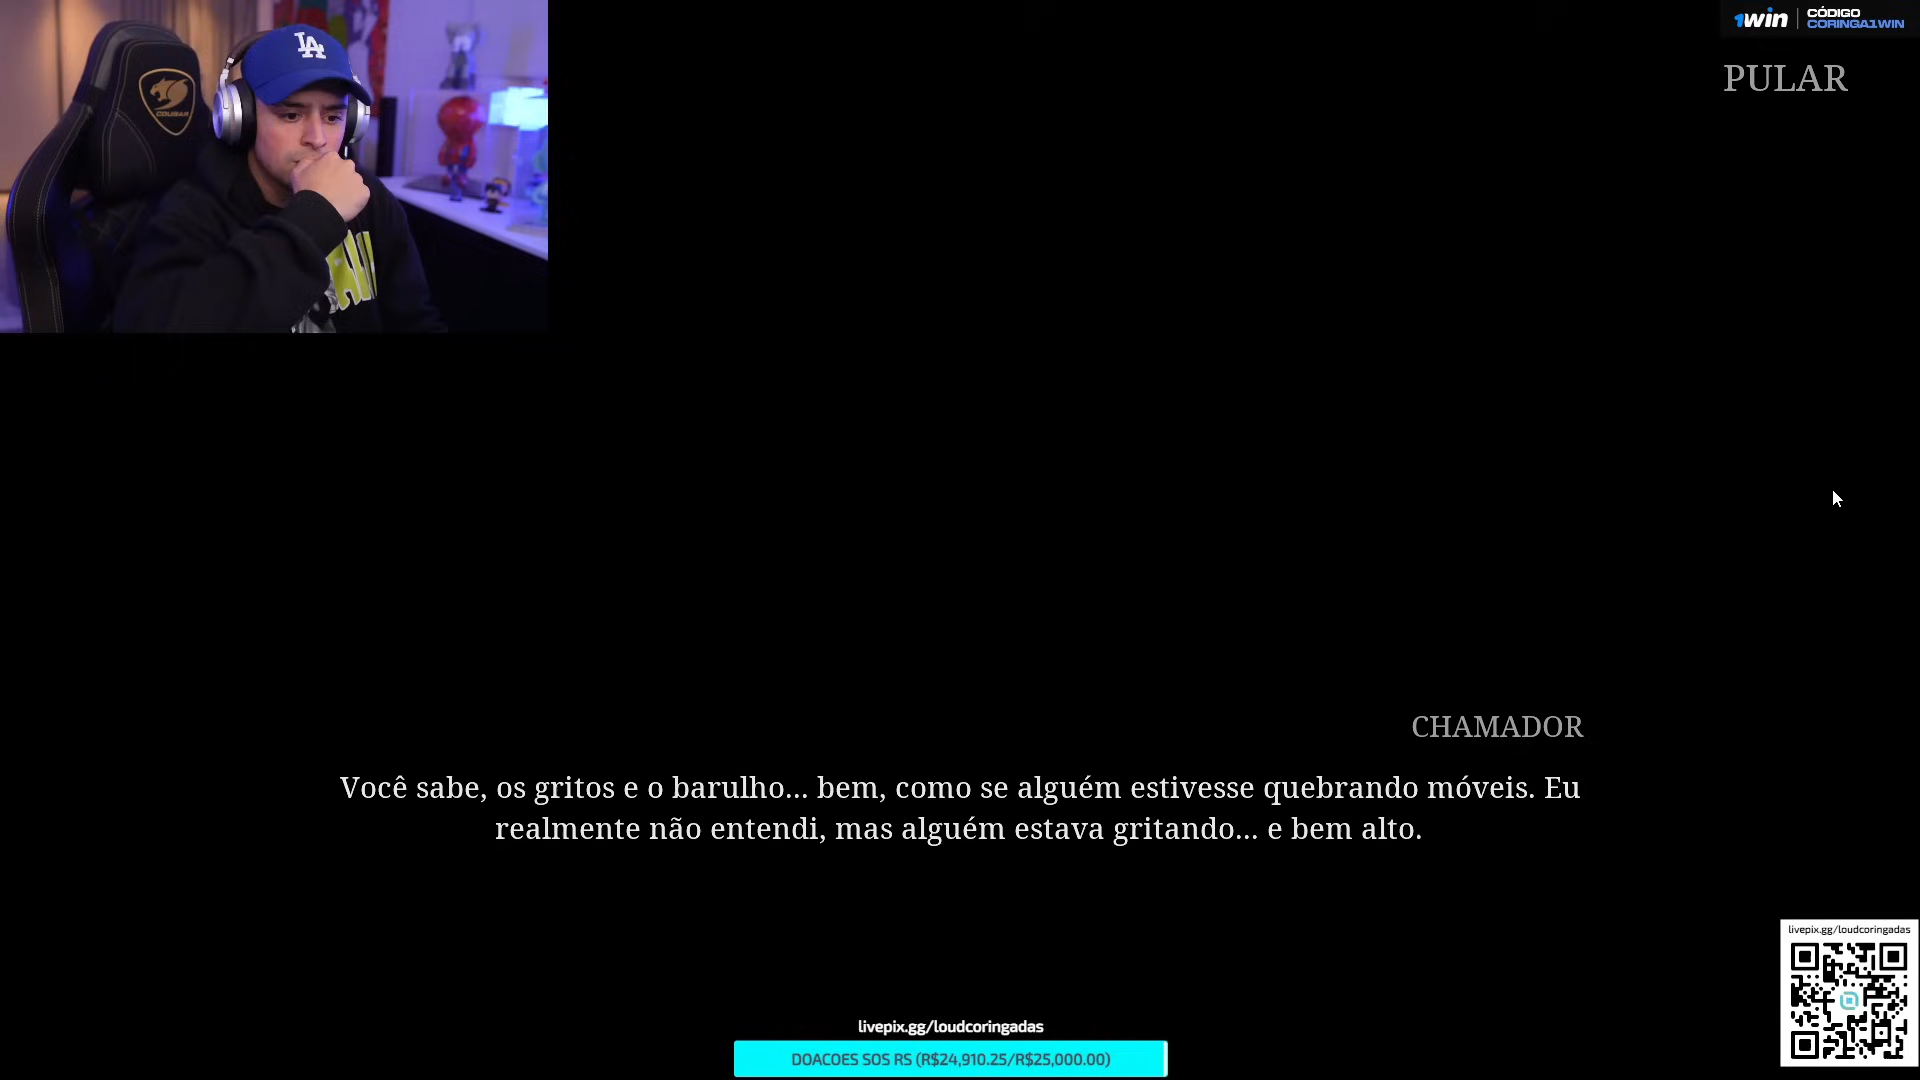 COUGAR
LA
1win
CÓDIGO
CORINGA1WIN
PULAR
CHAMADOR
Você sabe, os gritos e o barulho... bem, como se alguém estivesse quebrando móveis. Eu
realmente não entendi, mas alguém estava gritando... e bem alto.
livepix.gg/loudcoringadas
livepix.gg/loudcoringadas
DOACOES SOS RS (R$24,910.25/R$25,000.00)